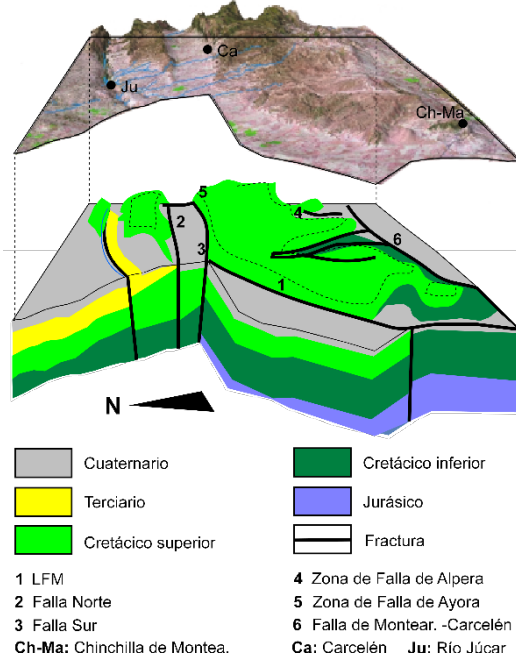 Ca
Ju
Ch-Ma
5
4
2
6
3
1
N
Cuaternario
Cretácico inferior
Terciario
Jurásico
Cretácico superior
Fractura
1 LFM
4 Zona de Falla de Alpera
2 Falla Norte
5 Zona de Falla de Ayora
3 Falla Sur
6 Falla de Montear. -Carcelén
Ch-Ma: Chinchilla de Montea.
Ca: Carcelén Ju: Río Júcar